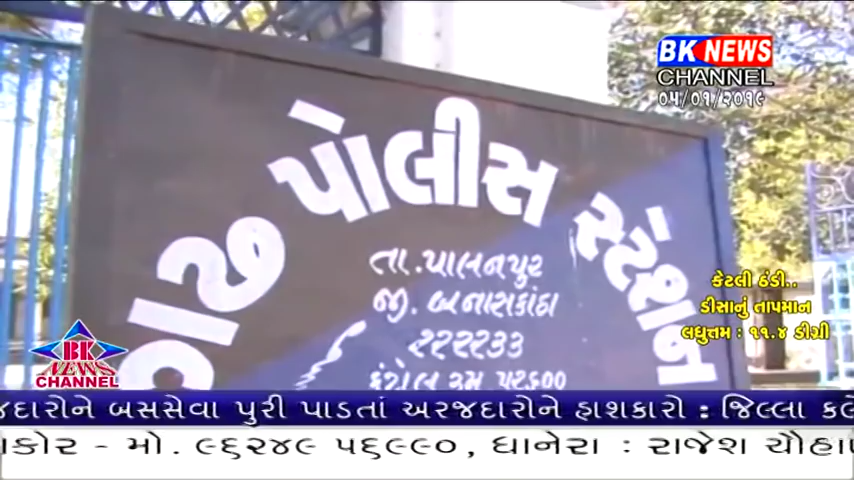 BK NEWS
CHANNEL
૦૫/૦૧/૨૦૧૯
પોલીસ સ્ટેશન
તા.પાલનપુર
જી.બનાસકાંઠા
૨૨૨૨૩૩
કંટ્રોલ રૂમ
કેટલી ઠંડી..
ડીસાનું તાપમાન
લઘુત્તમ : ૧૧.૪ ડીગ્રી
BK
NEWS
CHANNEL
બસસેવા પુરી પાડતાં અરજદારોને હાશકારો : જિલ્લા
- મો. ૯૬૨૪૯ ૫૬૯૯૦, ધાનેરા : રાજેશ